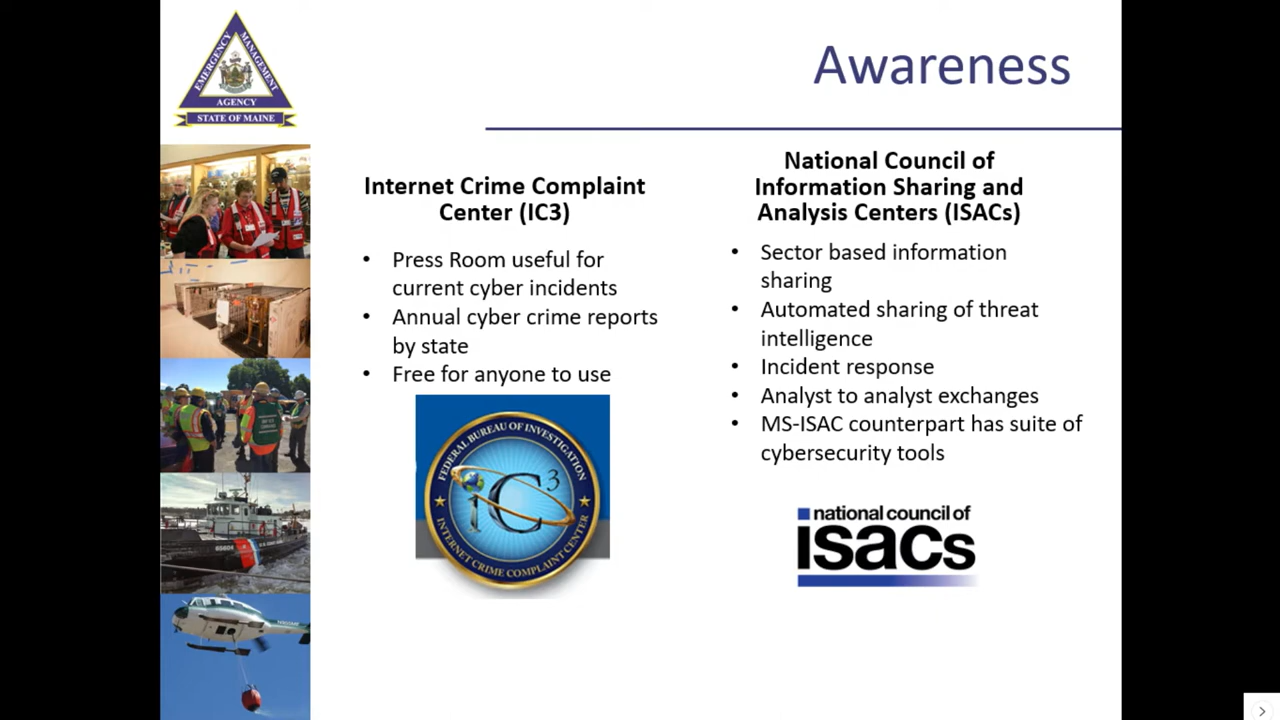 EMERGENCY MANAGEMENT
AGENCY
STATE OF MAINE
Awareness
Internet Crime Complaint
Center (IC3)
• Press Room useful for
current cyber incidents
• Annual cyber crime reports
by state
• Free for anyone to use
FEDERAL BUREAU OF INVESTIGATION
iC3
INTERNET CRIME COMPLAINT CENTER
National Council of
Information Sharing and
Analysis Centers (ISACs)
• Sector based information
sharing
• Automated sharing of threat
intelligence
• Incident response
• Analyst to analyst exchanges
• MS-ISAC counterpart has suite of
cybersecurity tools
national council of
isacs